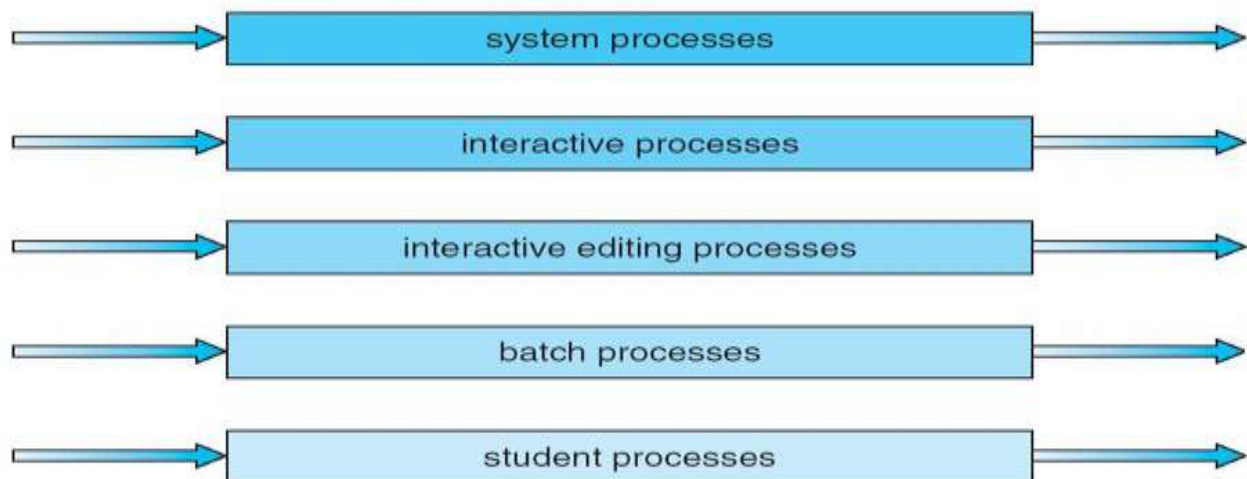 system processes
interactive processes
interactive editing processes
batch processes
student processes